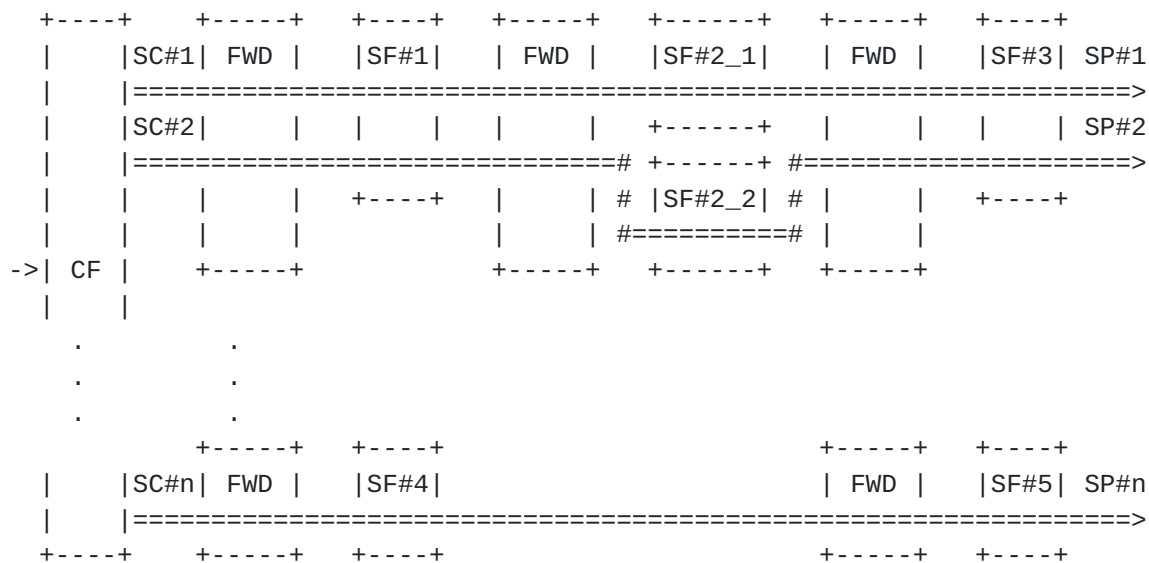 +----+    +-----+   +----+   +-----+   +------+   +-----+   +----+
|    |SC#1| FWD |   |SF#1|   | FWD |   |SF#2_1|   | FWD |   |SF#3| SP#1
|    |================================================================>
|    |SC#2|     |   |    |   |     |   +------+   |     |   |    | SP#2
|    |===============================# +------+ #=====================>
|    |    |     |   +----+   |     | # |SF#2_2| # |     |   +----+
|    |    |     |            |     | #==========# |     |
->| CF |    +-----+            +-----+   +------+   +-----+
|    |
.         .
.         .
.         .
+-----+   +----+                        +-----+   +----+
|    |SC#n| FWD |   |SF#4|                        | FWD |   |SF#5| SP#n
|    |================================================================>
+----+    +-----+   +----+                        +-----+   +----+